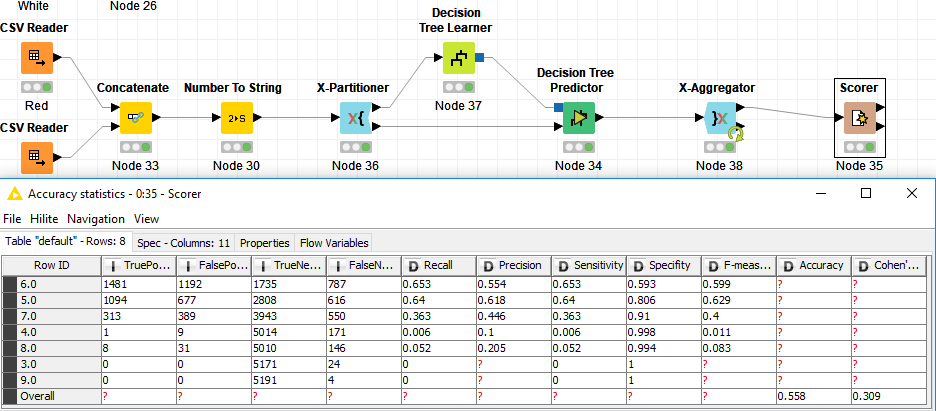 White
Node 26
CSV Reader
Red
CSV Reader
Concatenate
Node 33
Number To String
2▸S
Node 30
X-Partitioner
X{
Node 36
Decision
Tree Learner
Node 37
Decision Tree
Predictor
Node 34
X-Aggregator
}X
Node 38
Scorer
Node 35
Accuracy statistics - 0:35 - Scorer
File Hilite Navigation View
Table "default" - Rows: 8 Spec - Columns: 11 Properties Flow Variables
Row ID I TruePo... I FalsePo... I TrueNe... I FalseN... D Recall D Precision D Sensitivity D Specifity D F-meas... D Accuracy D Cohen'...
6.0 1481 1192 1735 787 0.653 0.554 0.653 0.593 0.599 ? ?
5.0 1094 677 2808 616 0.64 0.618 0.64 0.806 0.629 ? ?
7.0 313 389 3943 550 0.363 0.446 0.363 0.91 0.4 ? ?
4.0 1 9 5014 171 0.006 0.1 0.006 0.998 0.011 ? ?
8.0 8 31 5010 146 0.052 0.205 0.052 0.994 0.083 ? ?
3.0 0 0 5171 24 0 ? 0 1 ? ? ?
9.0 0 0 5191 4 0 ? 0 1 ? ? ?
Overall ? ? ? ? ? ? ? ? ? 0.558 0.309